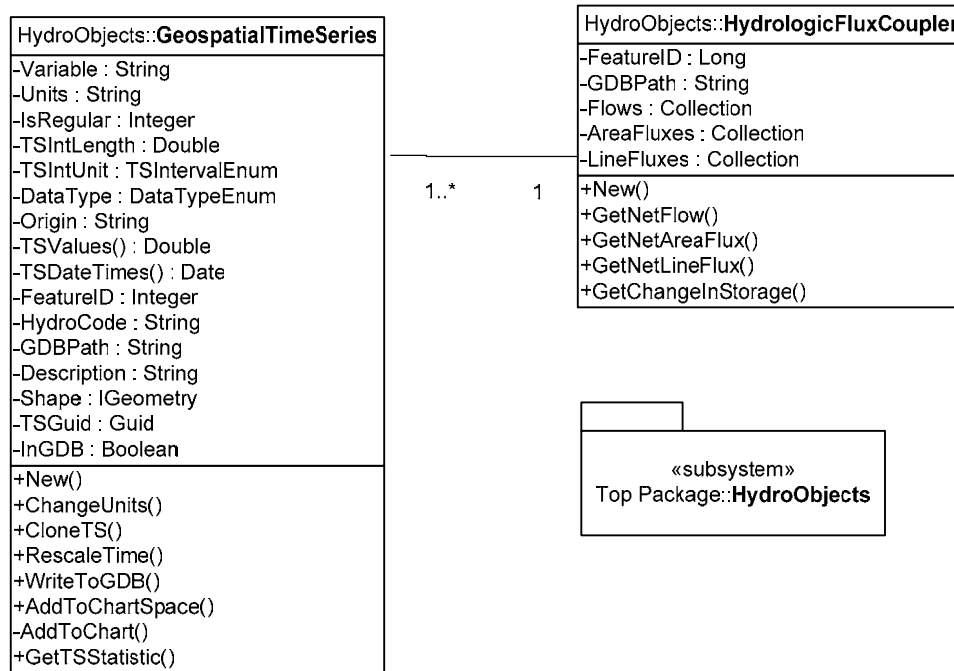 HydroObjects::GeospatialTimeSeries
-Variable : String
-Units : String
-IsRegular : Integer
-TSIntLength : Double
-TSIntUnit : TSIntervalEnum
-DataType : DataTypeEnum
-Origin : String
-TSValues() : Double
-TSDateTimes() : Date
-FeatureID : Integer
-HydroCode : String
-GDBPath : String
-Description : String
-Shape : IGeometry
-TSGuid : Guid
-InGDB : Boolean
+New()
+ChangeUnits()
+CloneTS()
+RescaleTime()
+WriteToGDB()
+AddToChartSpace()
-AddToChart()
+GetTSStatistic()
1..*
1
HydroObjects::HydrologicFluxCoupler
-FeatureID : Long
-GDBPath : String
-Flows : Collection
-AreaFluxes : Collection
-LineFluxes : Collection
+New()
+GetNetFlow()
+GetNetAreaFlux()
+GetNetLineFlux()
+GetChangeInStorage()
«subsystem»
Top Package::HydroObjects